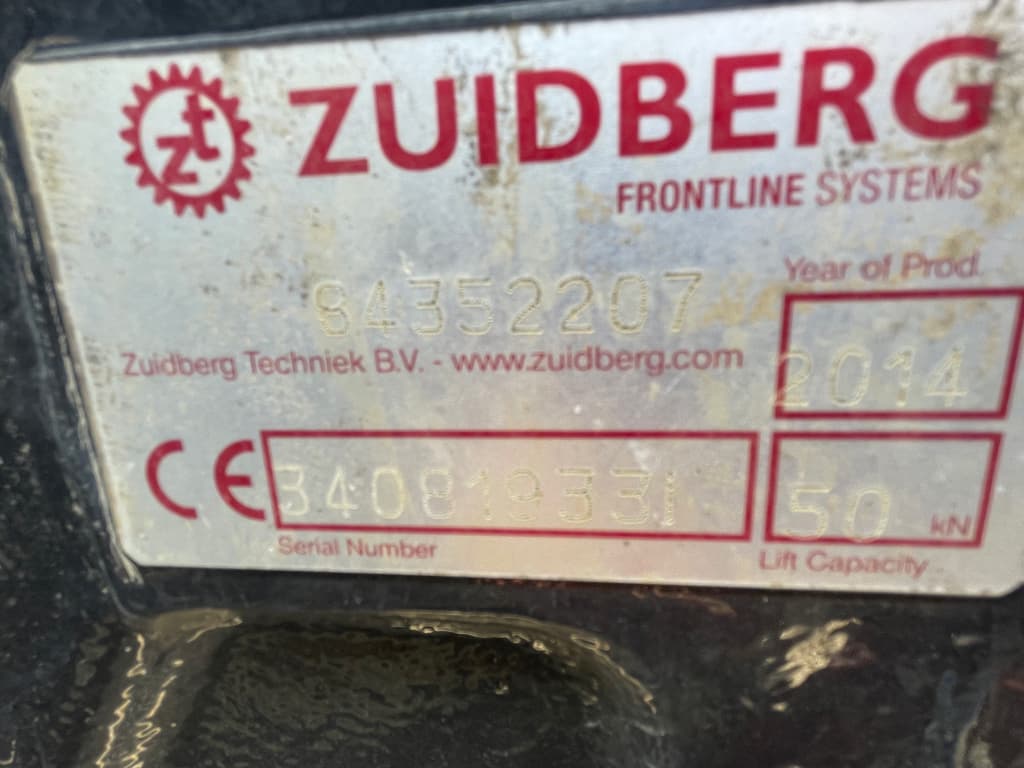 zt ZUIDBERG
FRONTLINE SYSTEMS
Year of Prod.
84352207
2014
Zuidberg Techniek B.V. - www.zuidberg.com
CE
50 kN
Serial Number
Lift Capacity